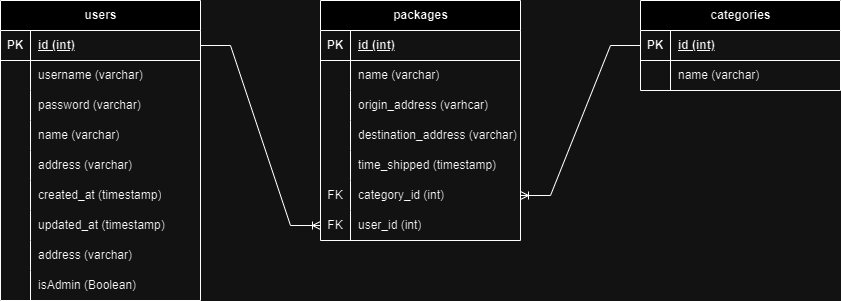 users
PK id (int)
username (varchar)
password (varchar)
name (varchar)
address (varchar)
created_at (timestamp)
updated_at (timestamp)
address (varchar)
isAdmin (Boolean)
packages
PK id (int)
name (varchar)
origin_address (varhcar)
destination_address (varchar)
time_shipped (timestamp)
FK category_id (int)
FK user_id (int)
categories
PK id (int)
name (varchar)